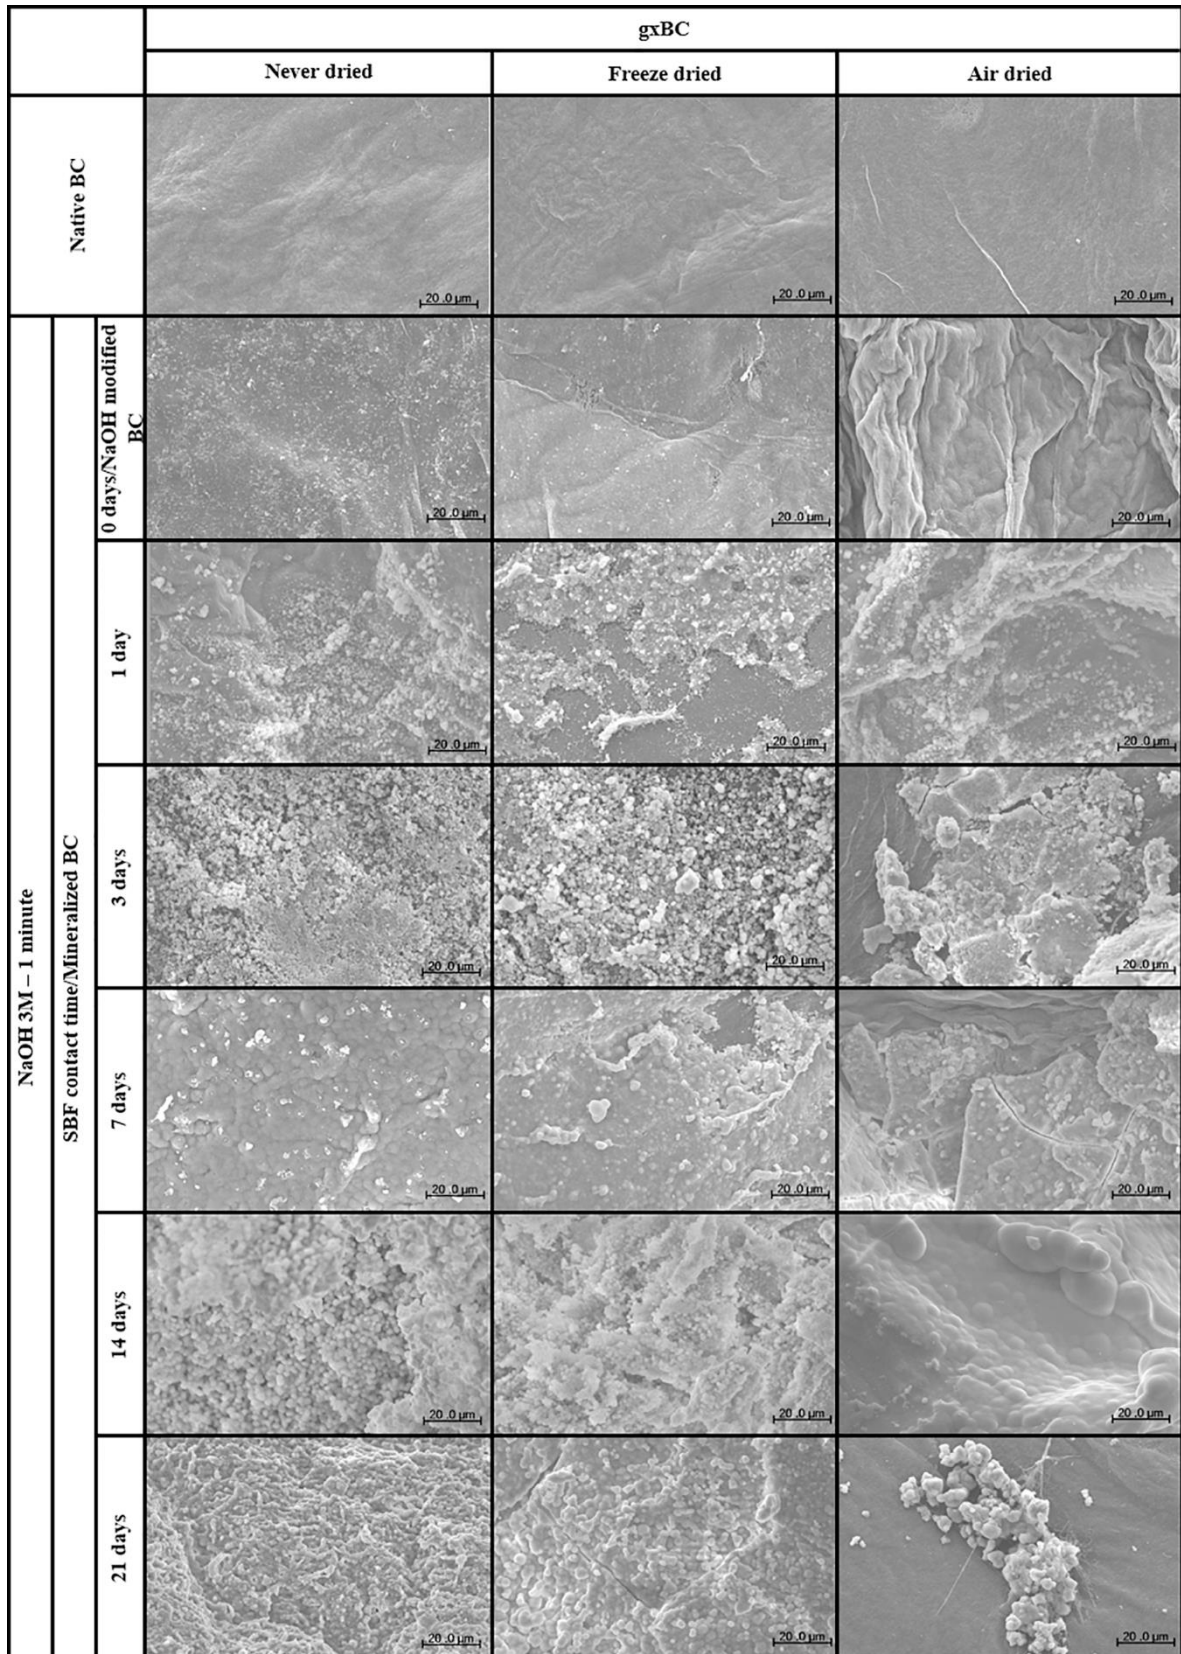 gxBC
Never dried
Freeze dried
Air dried
Native BC
20 .0 µm
20 .0 µm
20 .0 µm
NaOH 3M – 1 minute
SBF contact time/Mineralized BC
0 days/NaOH modified
BC
20 .0 µm
20 .0 µm
20 .0 µm
1 day
20 .0 µm
20 .0 µm
20 .0 µm
3 days
20 .0 µm
20 .0 µm
20 .0 µm
7 days
20 .0 µm
20 .0 µm
20 .0 µm
14 days
20 .0 µm
20 .0 µm
20 .0 µm
21 days
20 .0 µm
20 .0 µm
20 .0 µm